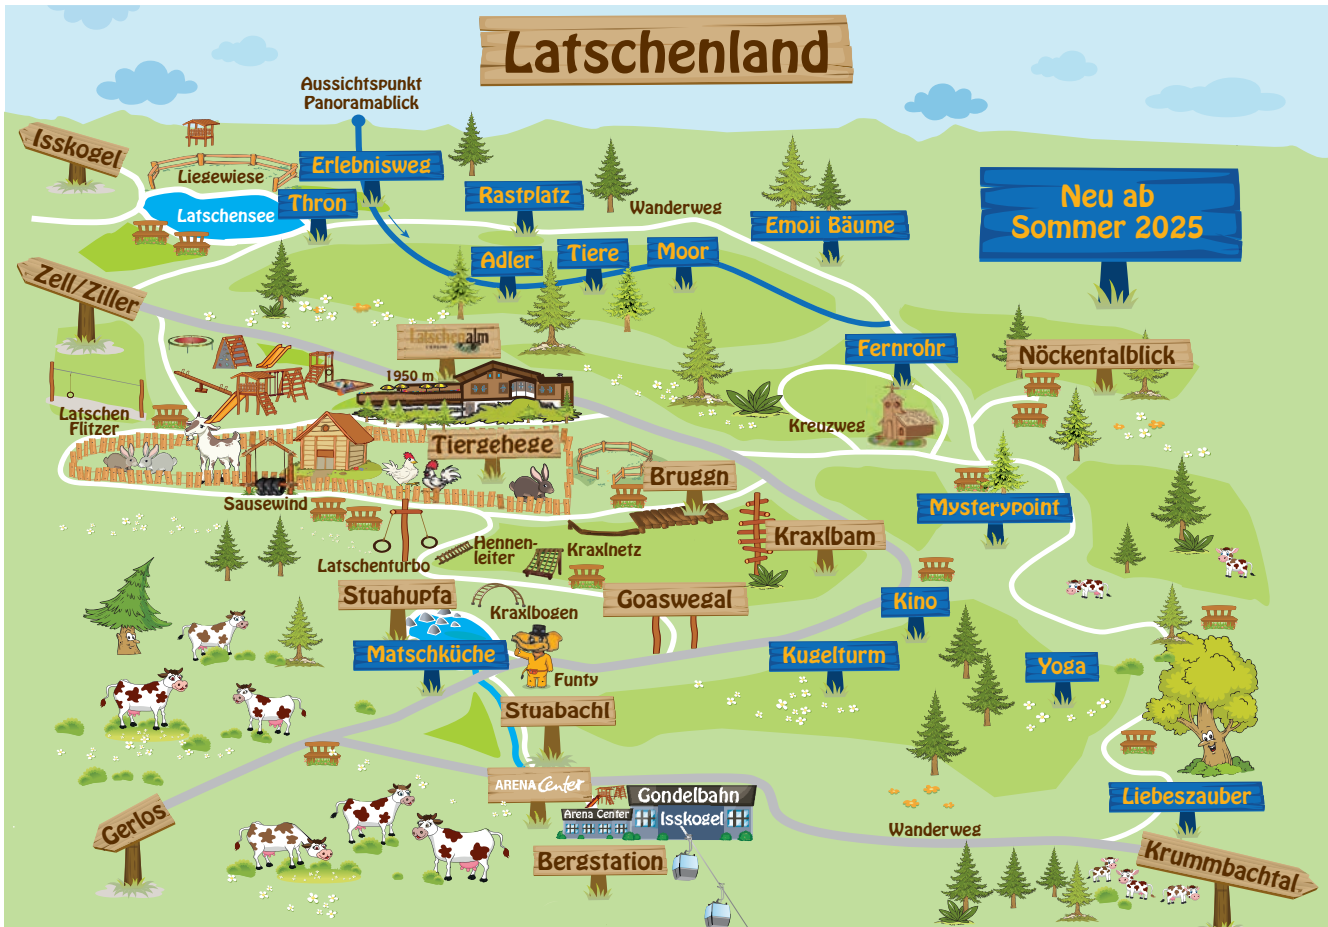 Latschenland
Aussichtspunkt
Panoramablick
Isskogel
Liegewiese
Erlebnisweg
Latschensee
Thron
Rastplatz
Wanderweg
Emoji Bäume
Neu ab
Sommer 2025
Adler
Tiere
Moor
Zell/Ziller
Latschenalm
1950 m
Fernrohr
Nöckentalblick
Latschen
Flitzer
Kreuzweg
Tiergehege
Bruggn
Sausewind
Mysterypoint
Kraxlbam
Hennen-
leiter
Kraxlnetz
Latschenturbo
Stuahupfa
Kraxlbogen
Goaswegal
Kino
Matschküche
Funty
Kugelturm
Yoga
Stuabachl
ARENA Center
Gondelbahn
Arena Center
Isskogel
Liebeszauber
Gerlos
Wanderweg
Bergstation
Krummbachtal